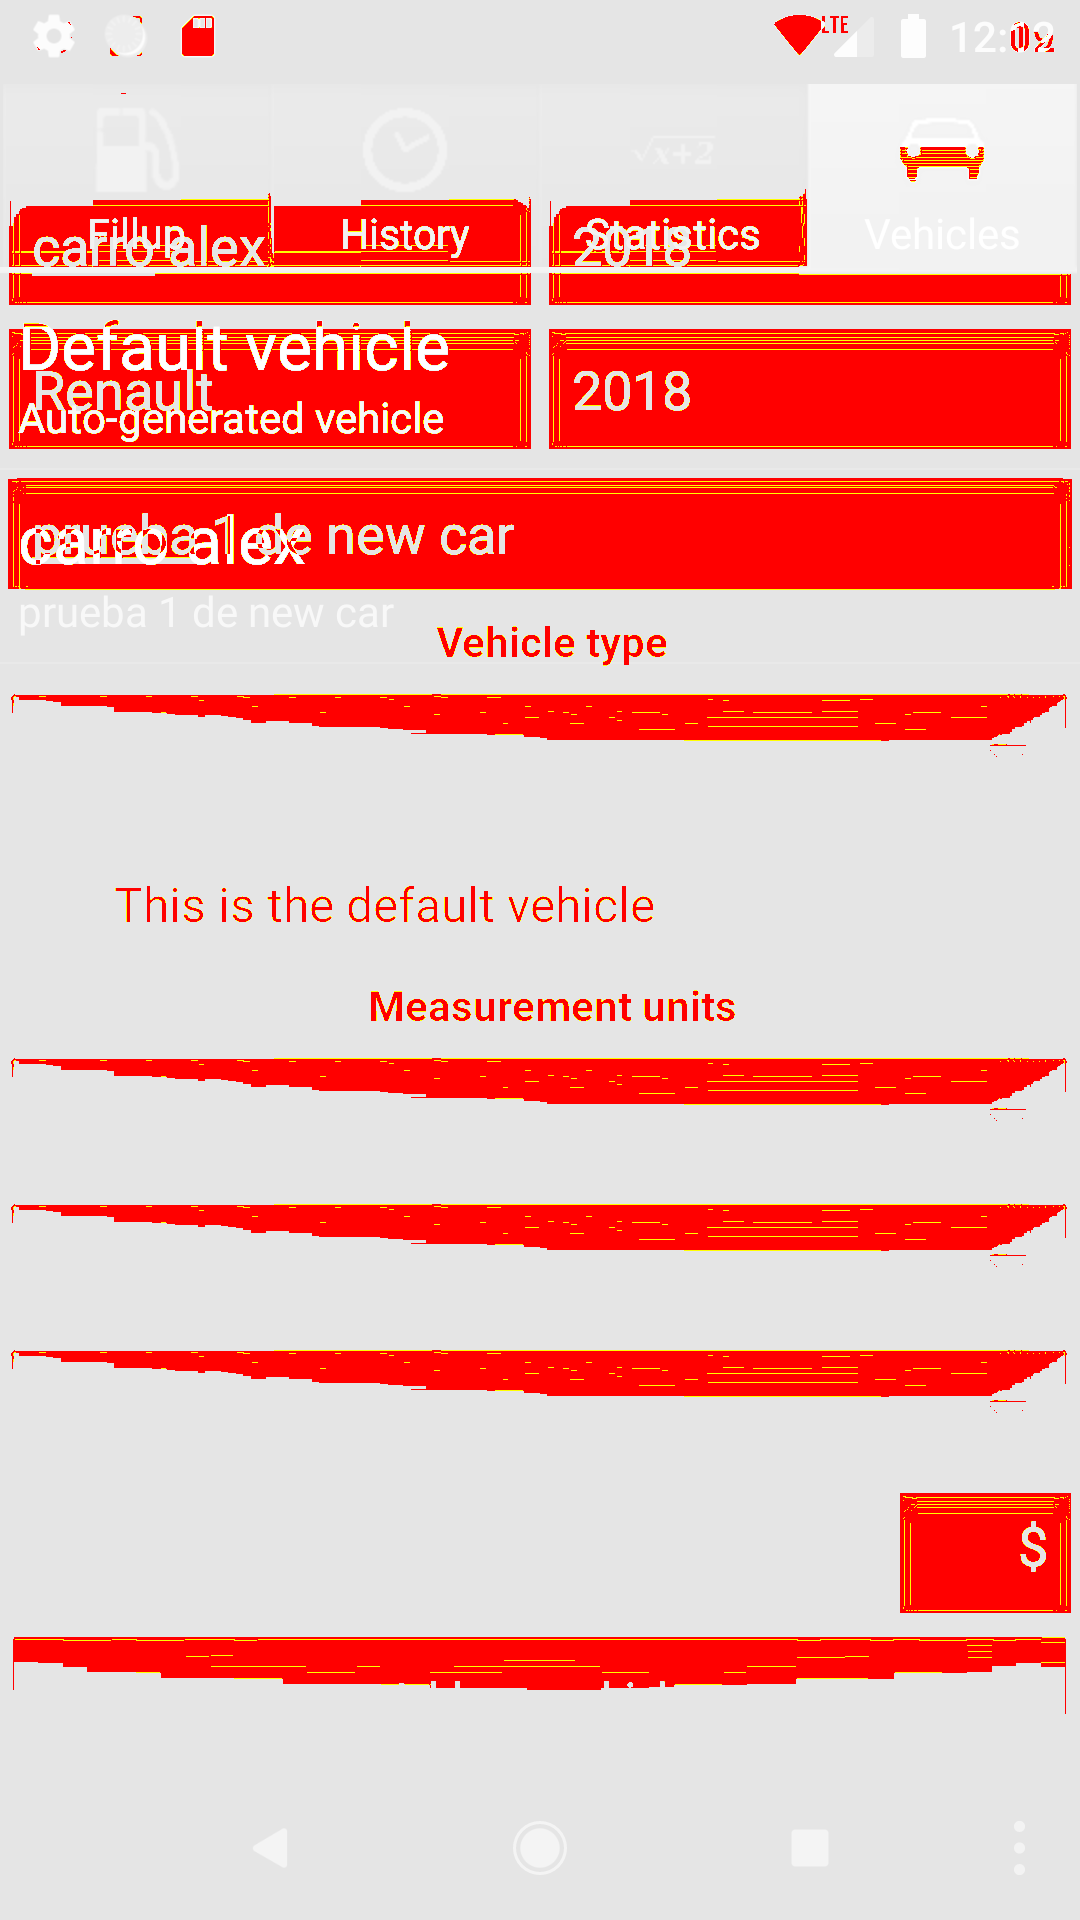 LTE 12:
√x+2
Fillup History Statistics Vehicles
carro alex 2018
Default vehicle
Renault 2018
Auto-generated vehicle
prueba 1 de new car
carro alex
prueba 1 de new car
Vehicle type
This is the default vehicle
Measurement units
$